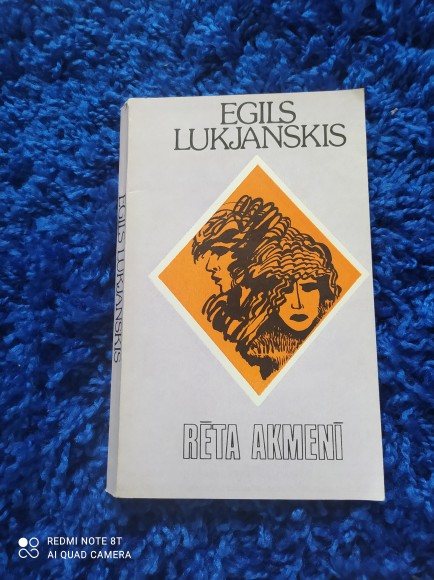 EGILS
LUKJANSKIS
EGILS LUKJANSKIS
RĒTA AKMENĪ
REDMI NOTE 8T
AI QUAD CAMERA